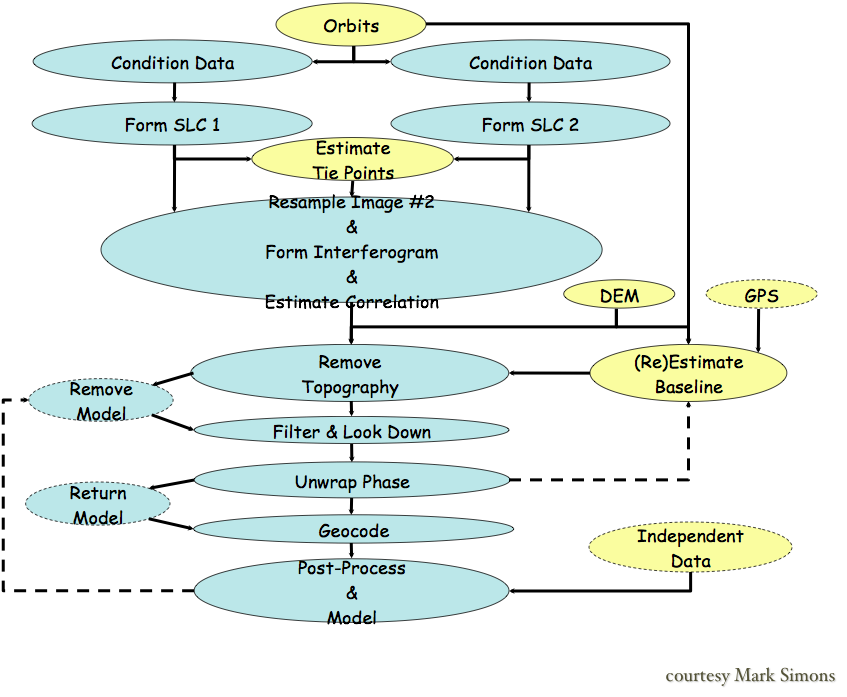 Orbits
Condition Data
Condition Data
Form SLC 1
Form SLC 2
Estimate
Tie Points
Resample Image #2
&
Form Interferogram
&
Estimate Correlation
DEM
GPS
Remove
Topography
(Re)Estimate
Baseline
Remove
Model
Filter & Look Down
Unwrap Phase
Return
Model
Geocode
Independent
Data
Post-Process
&
Model
courtesy Mark Simons